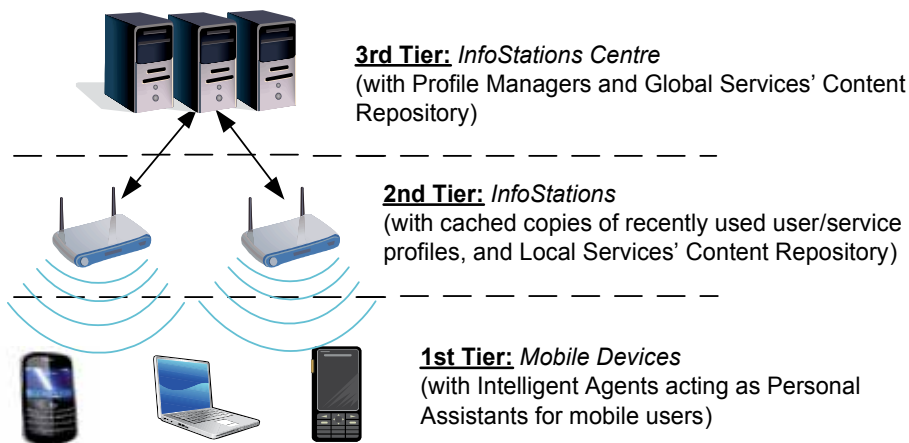 3rd Tier: InfoStations Centre
(with Profile Managers and Global Services’ Content
Repository)
2nd Tier: InfoStations
(with cached copies of recently used user/service
profiles, and Local Services’ Content Repository)
1st Tier: Mobile Devices
(with Intelligent Agents acting as Personal
Assistants for mobile users)